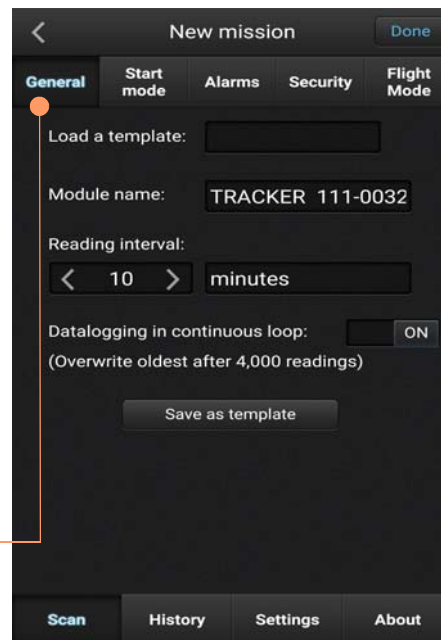 New mission
Done
General
Start
mode
Alarms
Security
Flight
Mode
Load a template:
Module name:
TRACKER 111-0032
Reading interval:
10
minutes
Datalogging in continuous loop:
ON
(Overwrite oldest after 4,000 readings)
Save as template
Scan
History
Settings
About